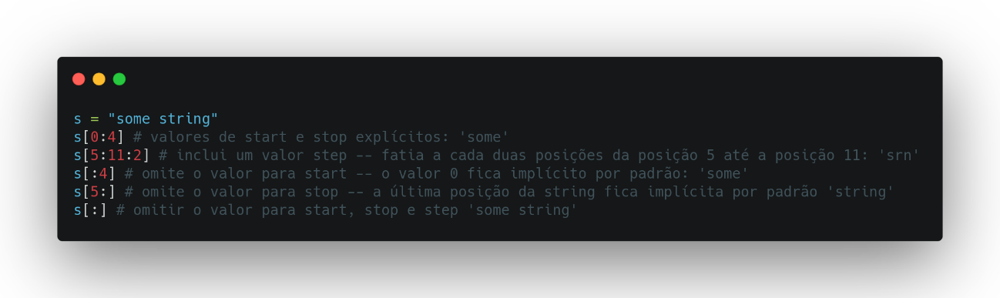 s = "some string"
s[0:4] # valores de start e stop explícitos: 'some'
s[5:11:2] # inclui um valor step -- fatia a cada duas posições da posição 5 até a posição 11: 'srn'
s[:4] # omite o valor para start -- o valor 0 fica implícito por padrão: 'some'
s[5:] # omite o valor para stop -- a última posição da string fica implícita por padrão 'string'
s[:] # omitir o valor para start, stop e step 'some string'